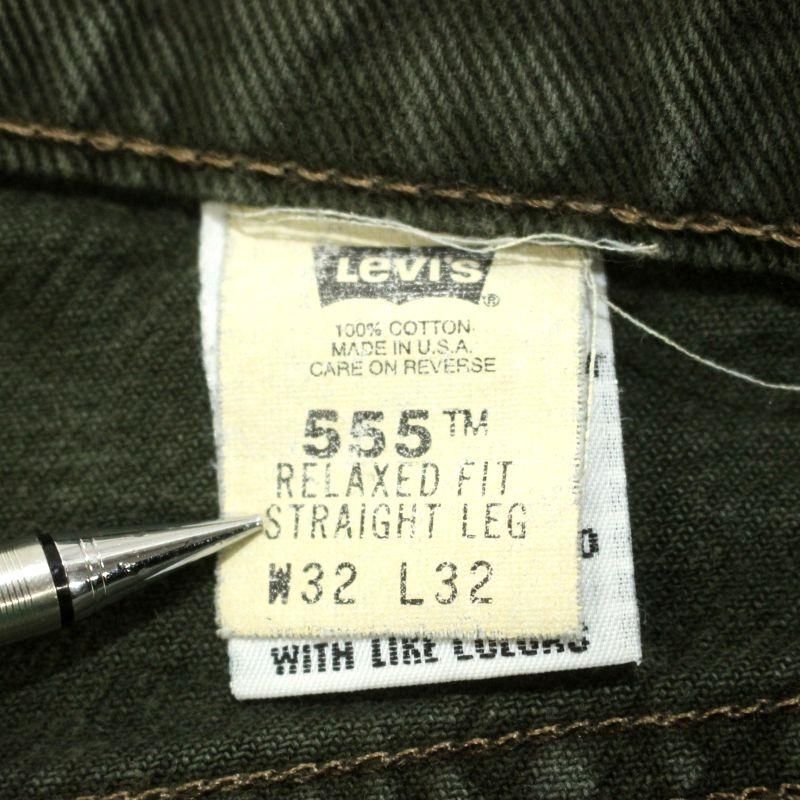 Levi's®
100% COTTON
MADE IN U.S.A.
CARE ON REVERSE
555™
RELAXED FIT
STRAIGHT LEG
W32 L32
WITH LIKE COLORS